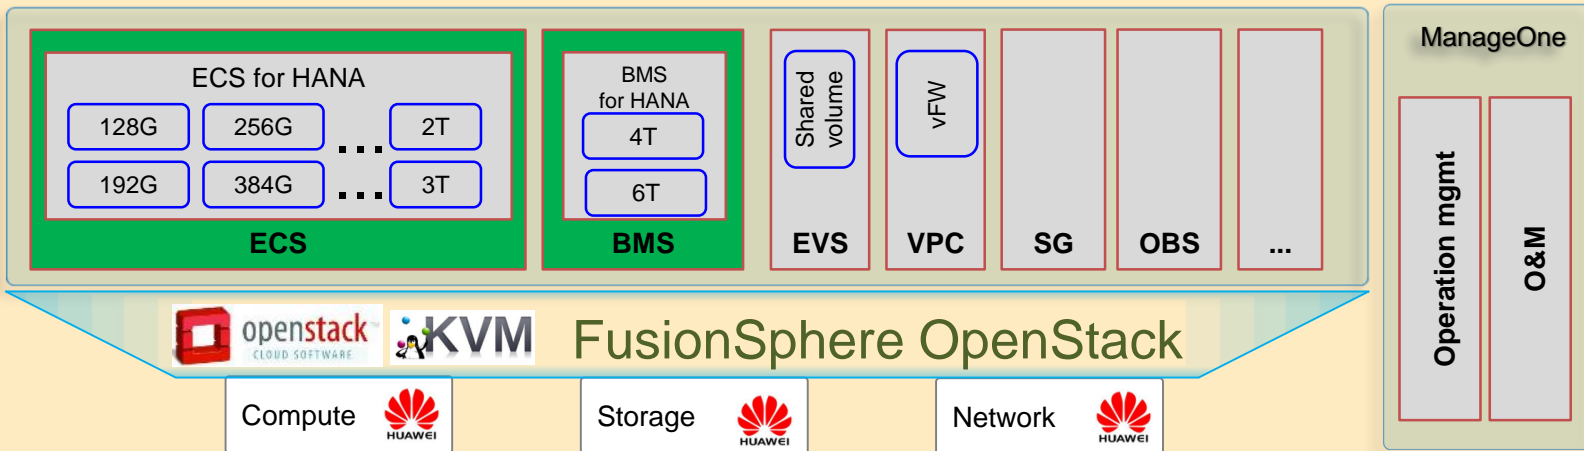 ECS for HANA
128G 256G ... 2T
192G 384G ... 3T
ECS
BMS
for HANA
4T
6T
BMS
Shared
volume
EVS
vFW
VPC
SG
OBS
...
ManageOne
Operation mgmt
O&M
openstack
CLOUD SOFTWARE
KVM
FusionSphere OpenStack
Compute
HUAWEI
Storage
HUAWEI
Network
HUAWEI